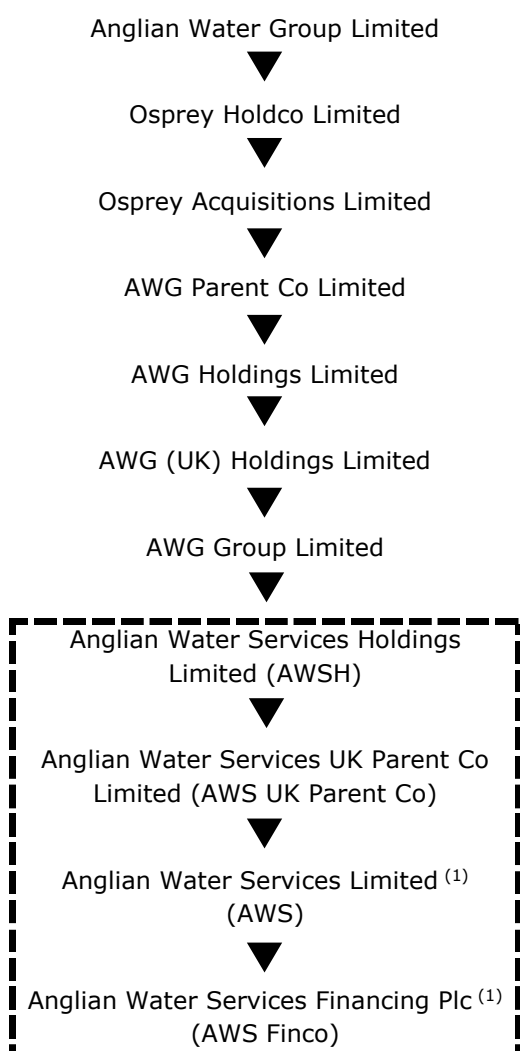 Anglian Water Group Limited
Osprey Holdco Limited
Osprey Acquisitions Limited
AWG Parent Co Limited
AWG Holdings Limited
AWG (UK) Holdings Limited
AWG Group Limited
Anglian Water Services Holdings
Limited (AWSH)
Anglian Water Services UK Parent Co
Limited (AWS UK Parent Co)
Anglian Water Services Limited (1)
(AWS)
Anglian Water Services Financing Plc (1)
(AWS Finco)